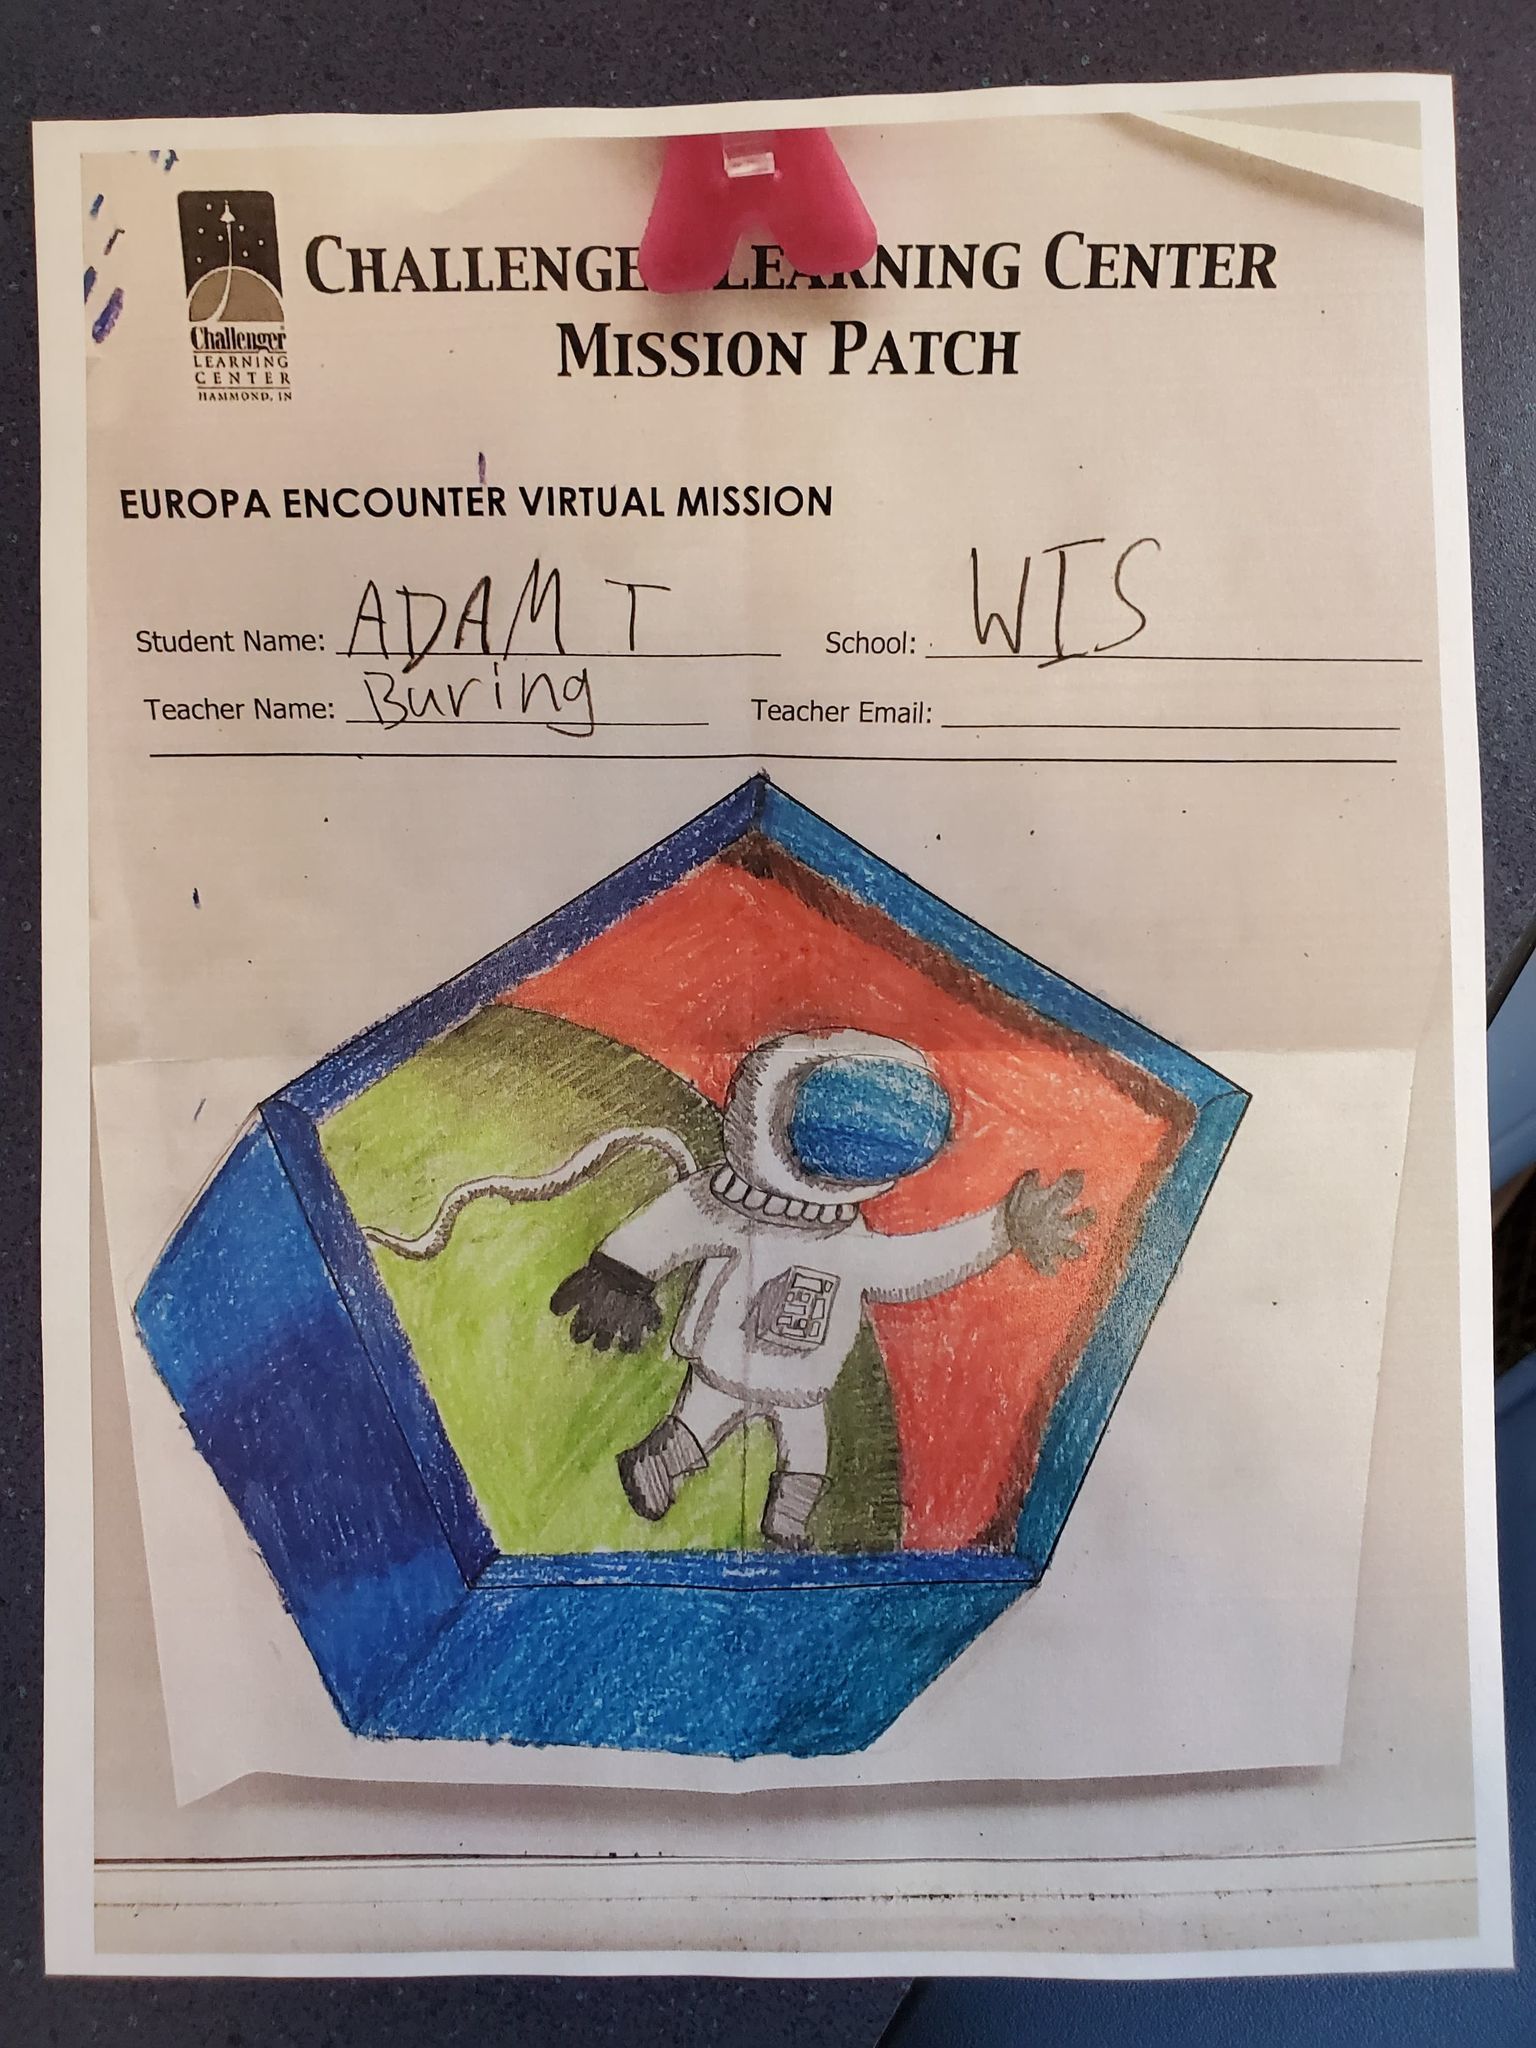 CHALLENGE LEARNING CENTER
MISSION PATCH
Challenger
LEARNING
CENTER
HAMMOND, IN
EUROPA ENCOUNTER VIRTUAL MISSION
Student Name: ADAM T School: WIS
Teacher Name: Buring Teacher Email: